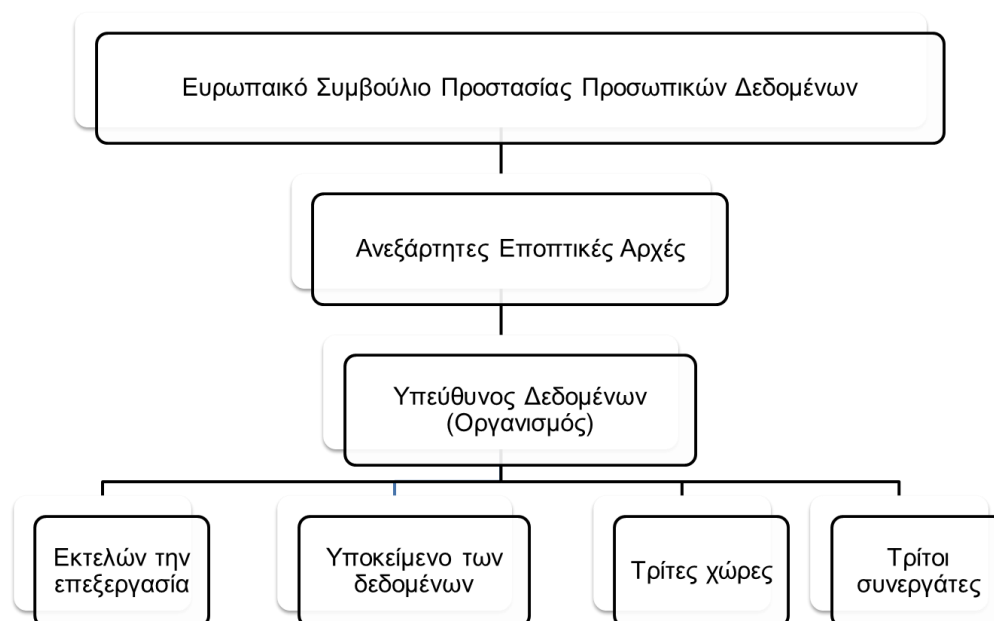 Ευρωπαικό Συμβούλιο Προστασίας Προσωπικών Δεδομένων
Ανεξάρτητες Εποπτικές Αρχές
Υπεύθυνος Δεδομένων
(Οργανισμός)
Εκτελών την
επεξεργασία
Υποκείμενο των
δεδομένων
Τρίτες χώρες
Τρίτοι
συνεργάτες